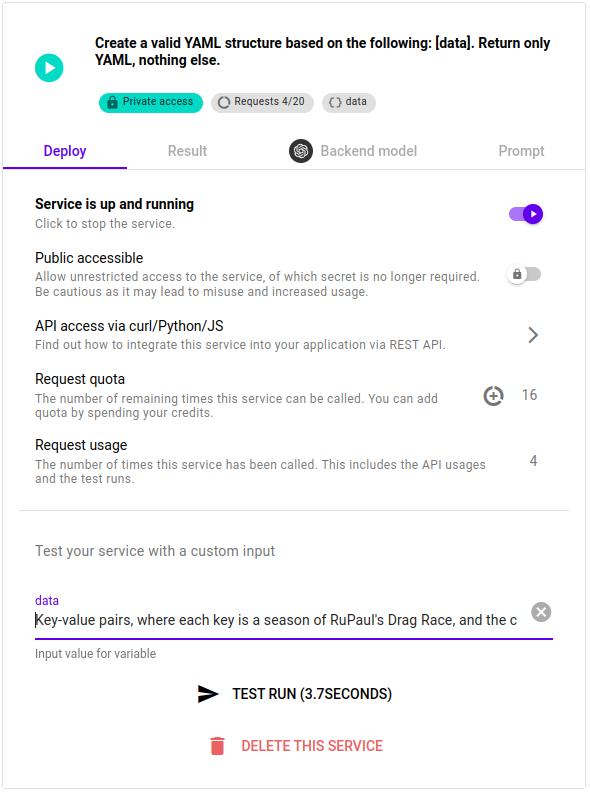 Create a valid YAML structure based on the following: [data]. Return only
YAML, nothing else.
Private access
Requests 4/20
data
Deploy
Result
Backend model
Prompt
Service is up and running
Click to stop the service.
Public accessible
Allow unrestricted access to the service, of which secret is no longer required.
Be cautious as it may lead to misuse and increased usage.
API access via curl/Python/JS
Find out how to integrate this service into your application via REST API.
Request quota
The number of remaining times this service can be called. You can add
quota by spending your credits.
16
Request usage
The number of times this service has been called. This includes the API usages
and the test runs.
4
Test your service with a custom input
data
Key-value pairs, where each key is a season of RuPaul's Drag Race, and the c
Input value for variable
TEST RUN (3.7SECONDS)
DELETE THIS SERVICE